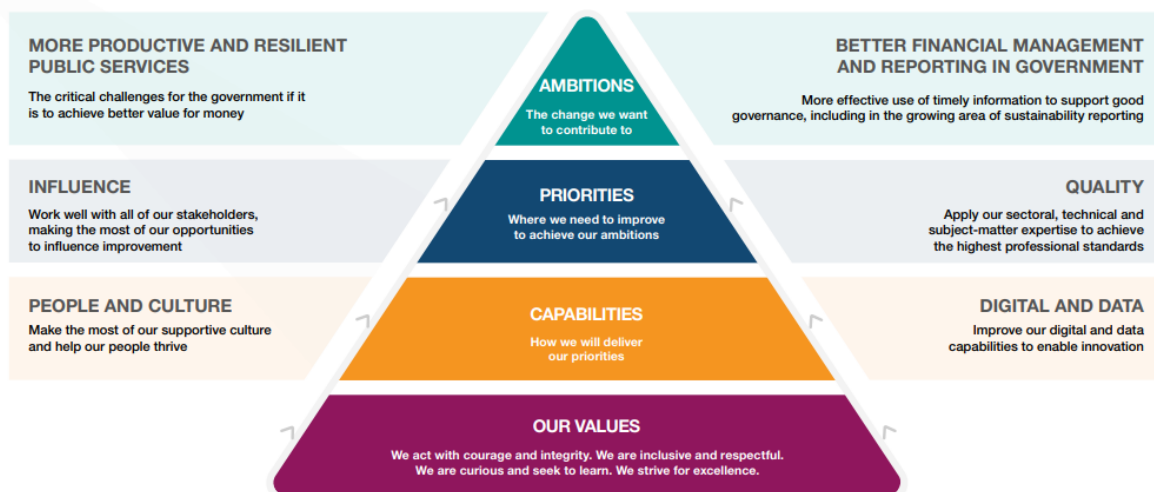 MORE PRODUCTIVE AND RESILIENT
PUBLIC SERVICES
The critical challenges for the government if it
is to achieve better value for money
AMBITIONS
The change we want
to contribute to
BETTER FINANCIAL MANAGEMENT
AND REPORTING IN GOVERNMENT
More effective use of timely information to support good
governance, including in the growing area of sustainability reporting
INFLUENCE
Work well with all of our stakeholders,
making the most of our opportunities
to influence improvement
PRIORITIES
Where we need to improve
to achieve our ambitions
QUALITY
Apply our sectoral, technical and
subject-matter expertise to achieve
the highest professional standards
PEOPLE AND CULTURE
Make the most of our supportive culture
and help our people thrive
CAPABILITIES
How we will deliver
our priorities
DIGITAL AND DATA
Improve our digital and data
capabilities to enable innovation
OUR VALUES
We act with courage and integrity. We are inclusive and respectful.
We are curious and seek to learn. We strive for excellence.